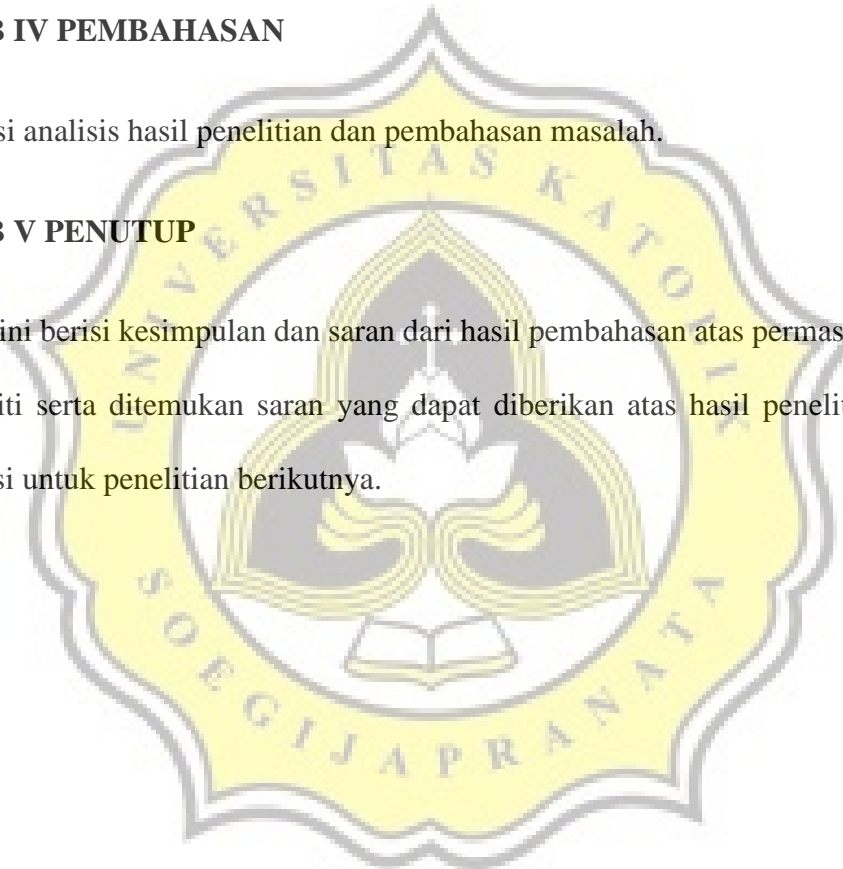 IV PEMBAHASAN
si analisis hasil penelitian dan pembahasan masalah.
V PENUTUP
ini berisi kesimpulan dan saran dari hasil pembahasan atas permas
iti serta ditemukan saran yang dapat diberikan atas hasil penelit
si untuk penelitian berikutnya.
UNIVERSITAS KATOLIK
SOEGIJAPRANATA